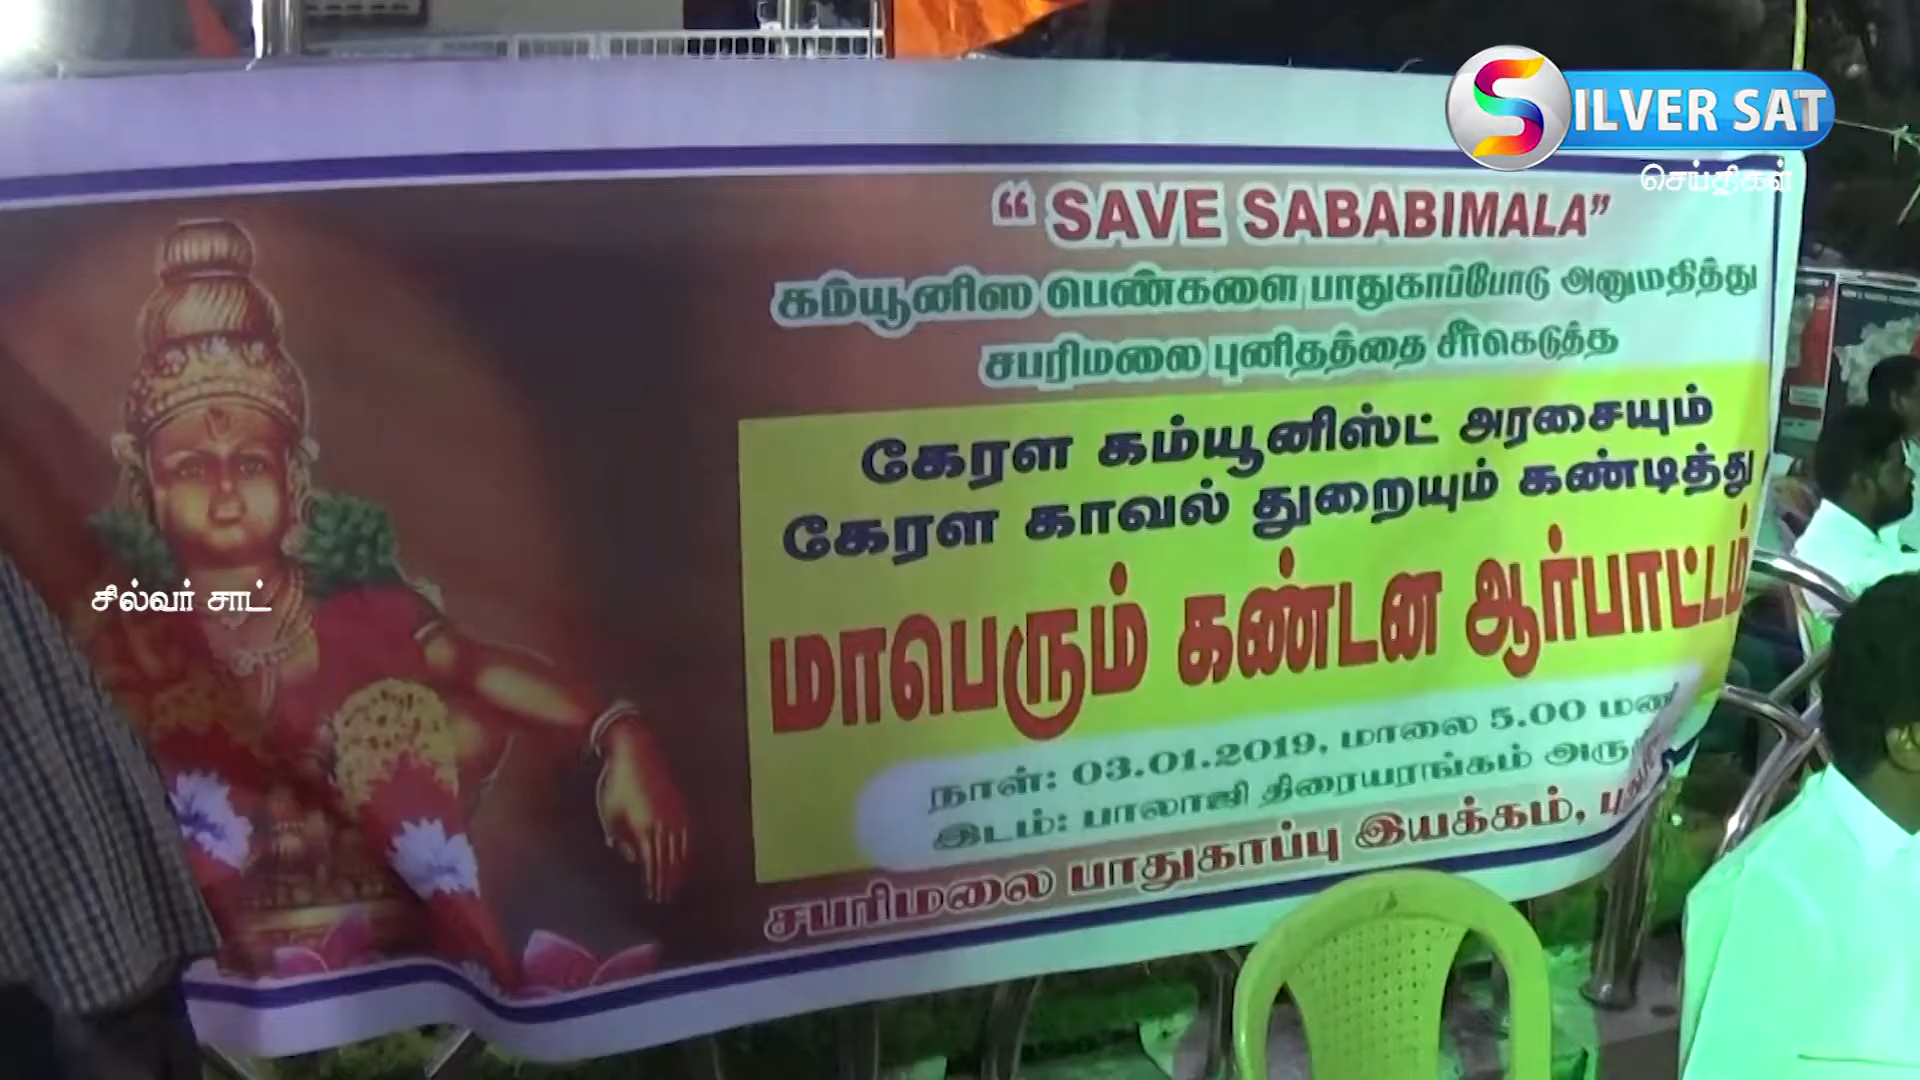 SILVER SAT
செய்திகள்
“ SAVE SABABIMALA”
கம்யூனிஸ பெண்களை பாதுகாப்போடு அனுமதித்து
சபரிமலை புனிதத்தை சீர்கெடுத்த
கேரள கம்யூனிஸ்ட் அரசையும்
கேரள காவல் துறையும் கண்டித்து
மாபெரும் கண்டன ஆர்பாட்டம்
நாள்: 03.01.2019, மாலை 5.00 மணி
இடம்: பாலாஜி திரையரங்கம்
சபரிமலை பாதுகாப்பு இயக்கம்,
சில்வர் சாட்